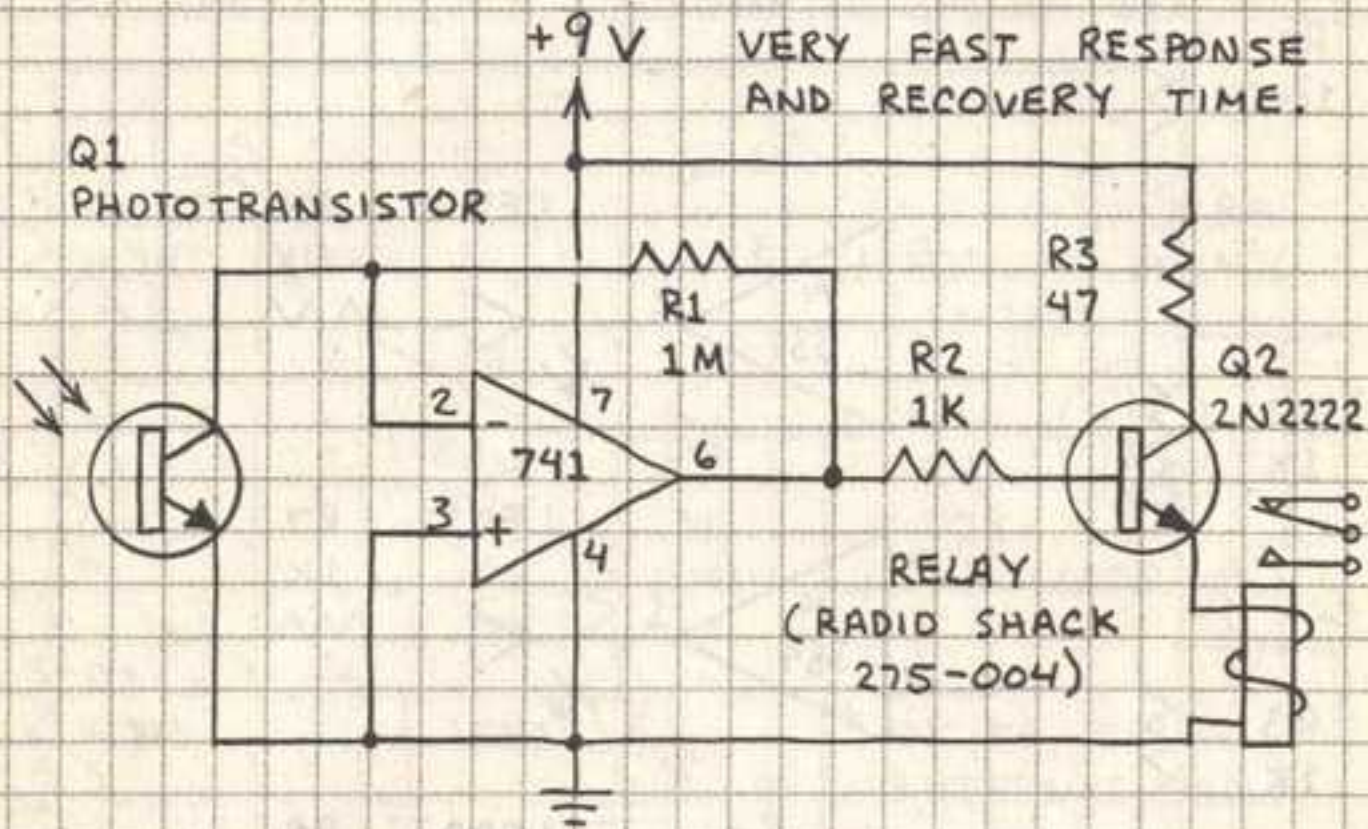 +9V
VERY FAST RESPONSE
AND RECOVERY TIME.
Q1
PHOTOTRANSISTOR
R1
1M
R3
47
R2
1K
Q2
2N2222
2
-
7
741
6
3
+
4
RELAY
(RADIO SHACK
275-004)